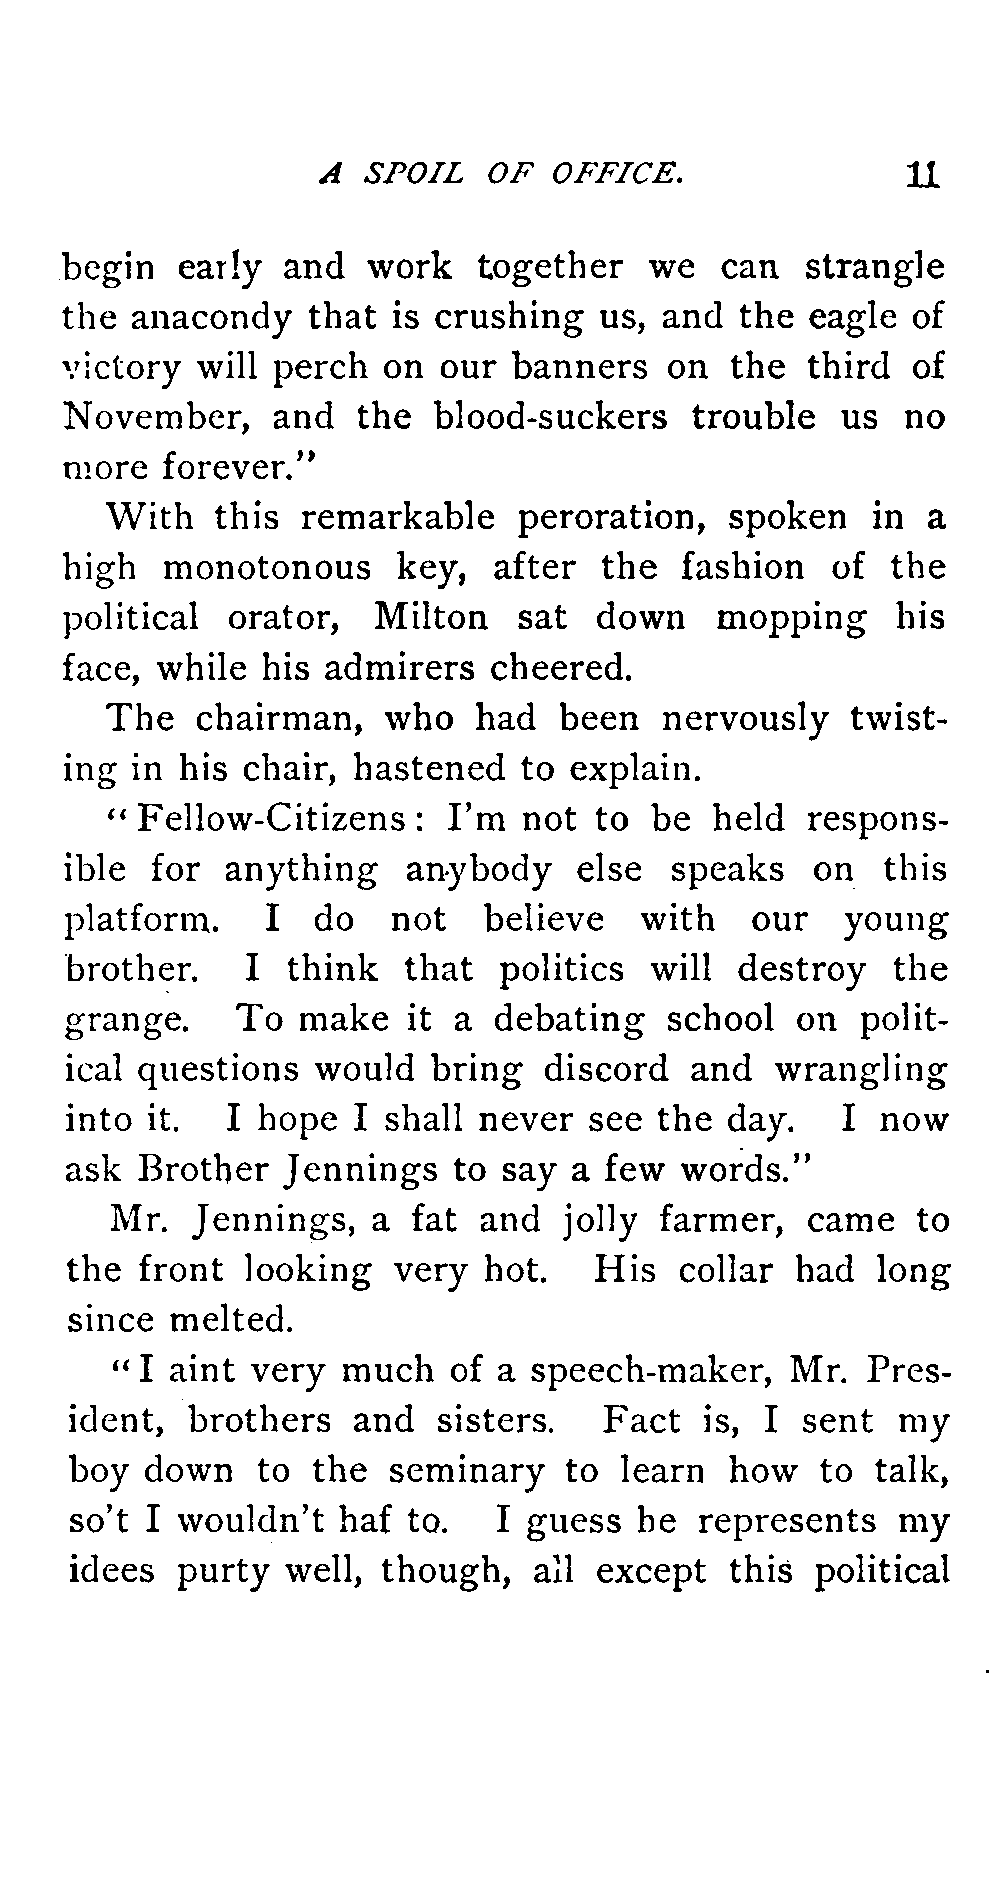 A SPOIL OF OFFICE. 11
begin early and work together we can strangle
the anacondy that is crushing us, and the eagle of
victory will perch on our banners on the third of
November, and the blood-suckers trouble us no
more forever."
With this remarkable peroration, spoken in a
high monotonous key, after the fashion of the
political orator, Milton sat down mopping his
face, while his admirers cheered.
The chairman, who had been nervously twist-
ing in his chair, hastened to explain.
"Fellow-Citizens: I'm not to be held respons-
ible for anything anybody else speaks on this
platform. I do not believe with our young
brother. I think that politics will destroy the
grange. To make it a debating school on polit-
ical questions would bring discord and wrangling
into it. I hope I shall never see the day. I now
ask Brother Jennings to say a few words."
Mr. Jennings, a fat and jolly farmer, came to
the front looking very hot. His collar had long
since melted.
"I aint very much of a speech-maker, Mr. Pres-
ident, brothers and sisters. Fact is, I sent my
boy down to the seminary to learn how to talk,
so't I wouldn't haf to. I guess he represents my
idees purty well, though, all except this political